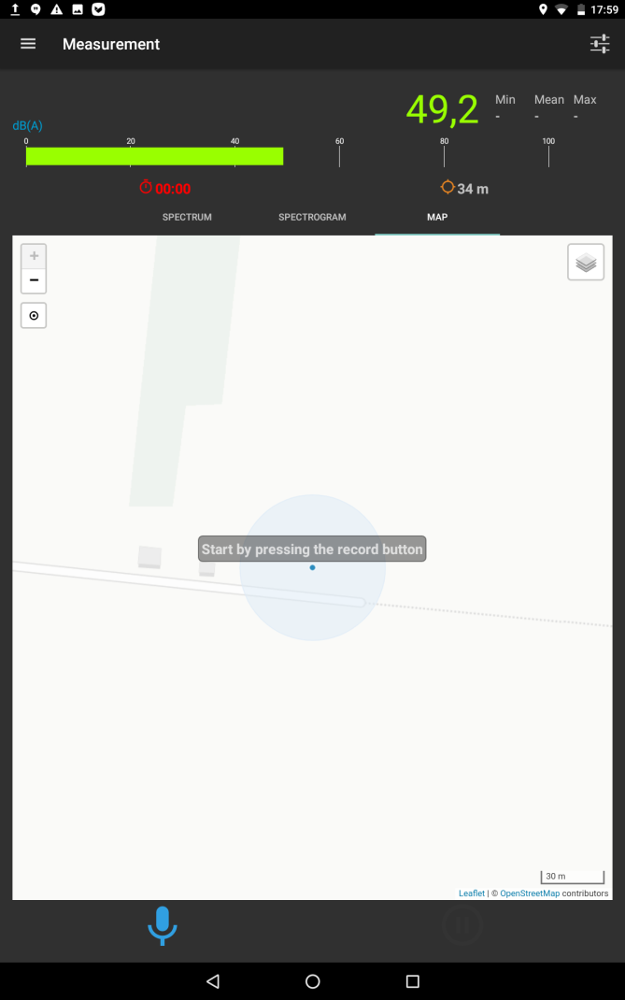 17:59
Measurement
49,2
Min Mean Max
- - -
dB(A)
0 20 40 60 80 100
00:00 34 m
SPECTRUM SPECTROGRAM MAP
+
−
Start by pressing the record button
30 m
Leaflet | © OpenStreetMap contributors